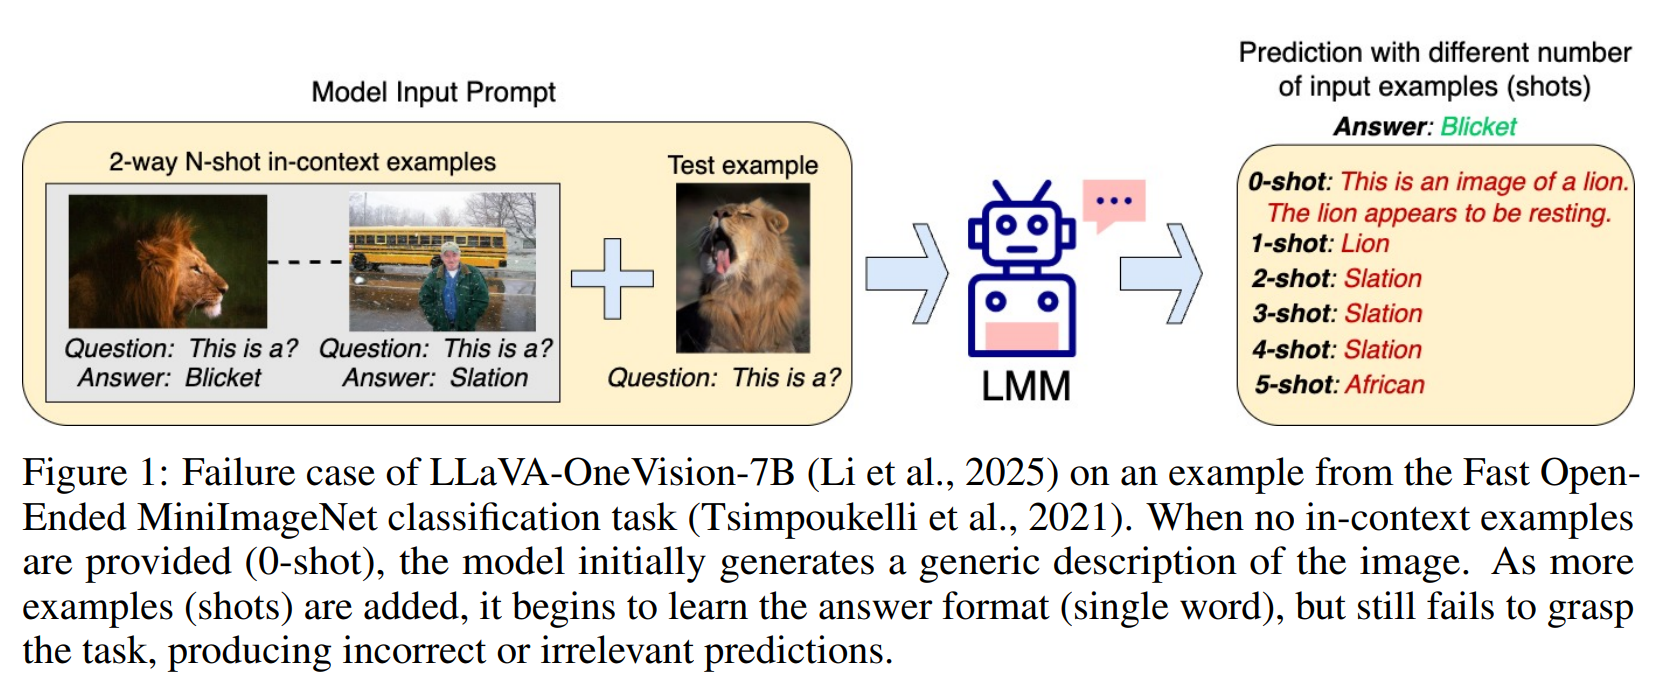 Model Input Prompt
2-way N-shot in-context examples
Question: This is a?
Answer: Blicket
Question: This is a?
Answer: Slation
Test example
Question: This is a?
LMM
Prediction with different number
of input examples (shots)
Answer: Blicket
0-shot: This is an image of a lion.
The lion appears to be resting.
1-shot: Lion
2-shot: Slation
3-shot: Slation
4-shot: Slation
5-shot: African
Figure 1: Failure case of LLaVA-OneVision-7B (Li et al., 2025) on an example from the Fast Open-
Ended MiniImageNet classification task (Tsimpoukelli et al., 2021). When no in-context examples
are provided (0-shot), the model initially generates a generic description of the image. As more
examples (shots) are added, it begins to learn the answer format (single word), but still fails to grasp
the task, producing incorrect or irrelevant predictions.